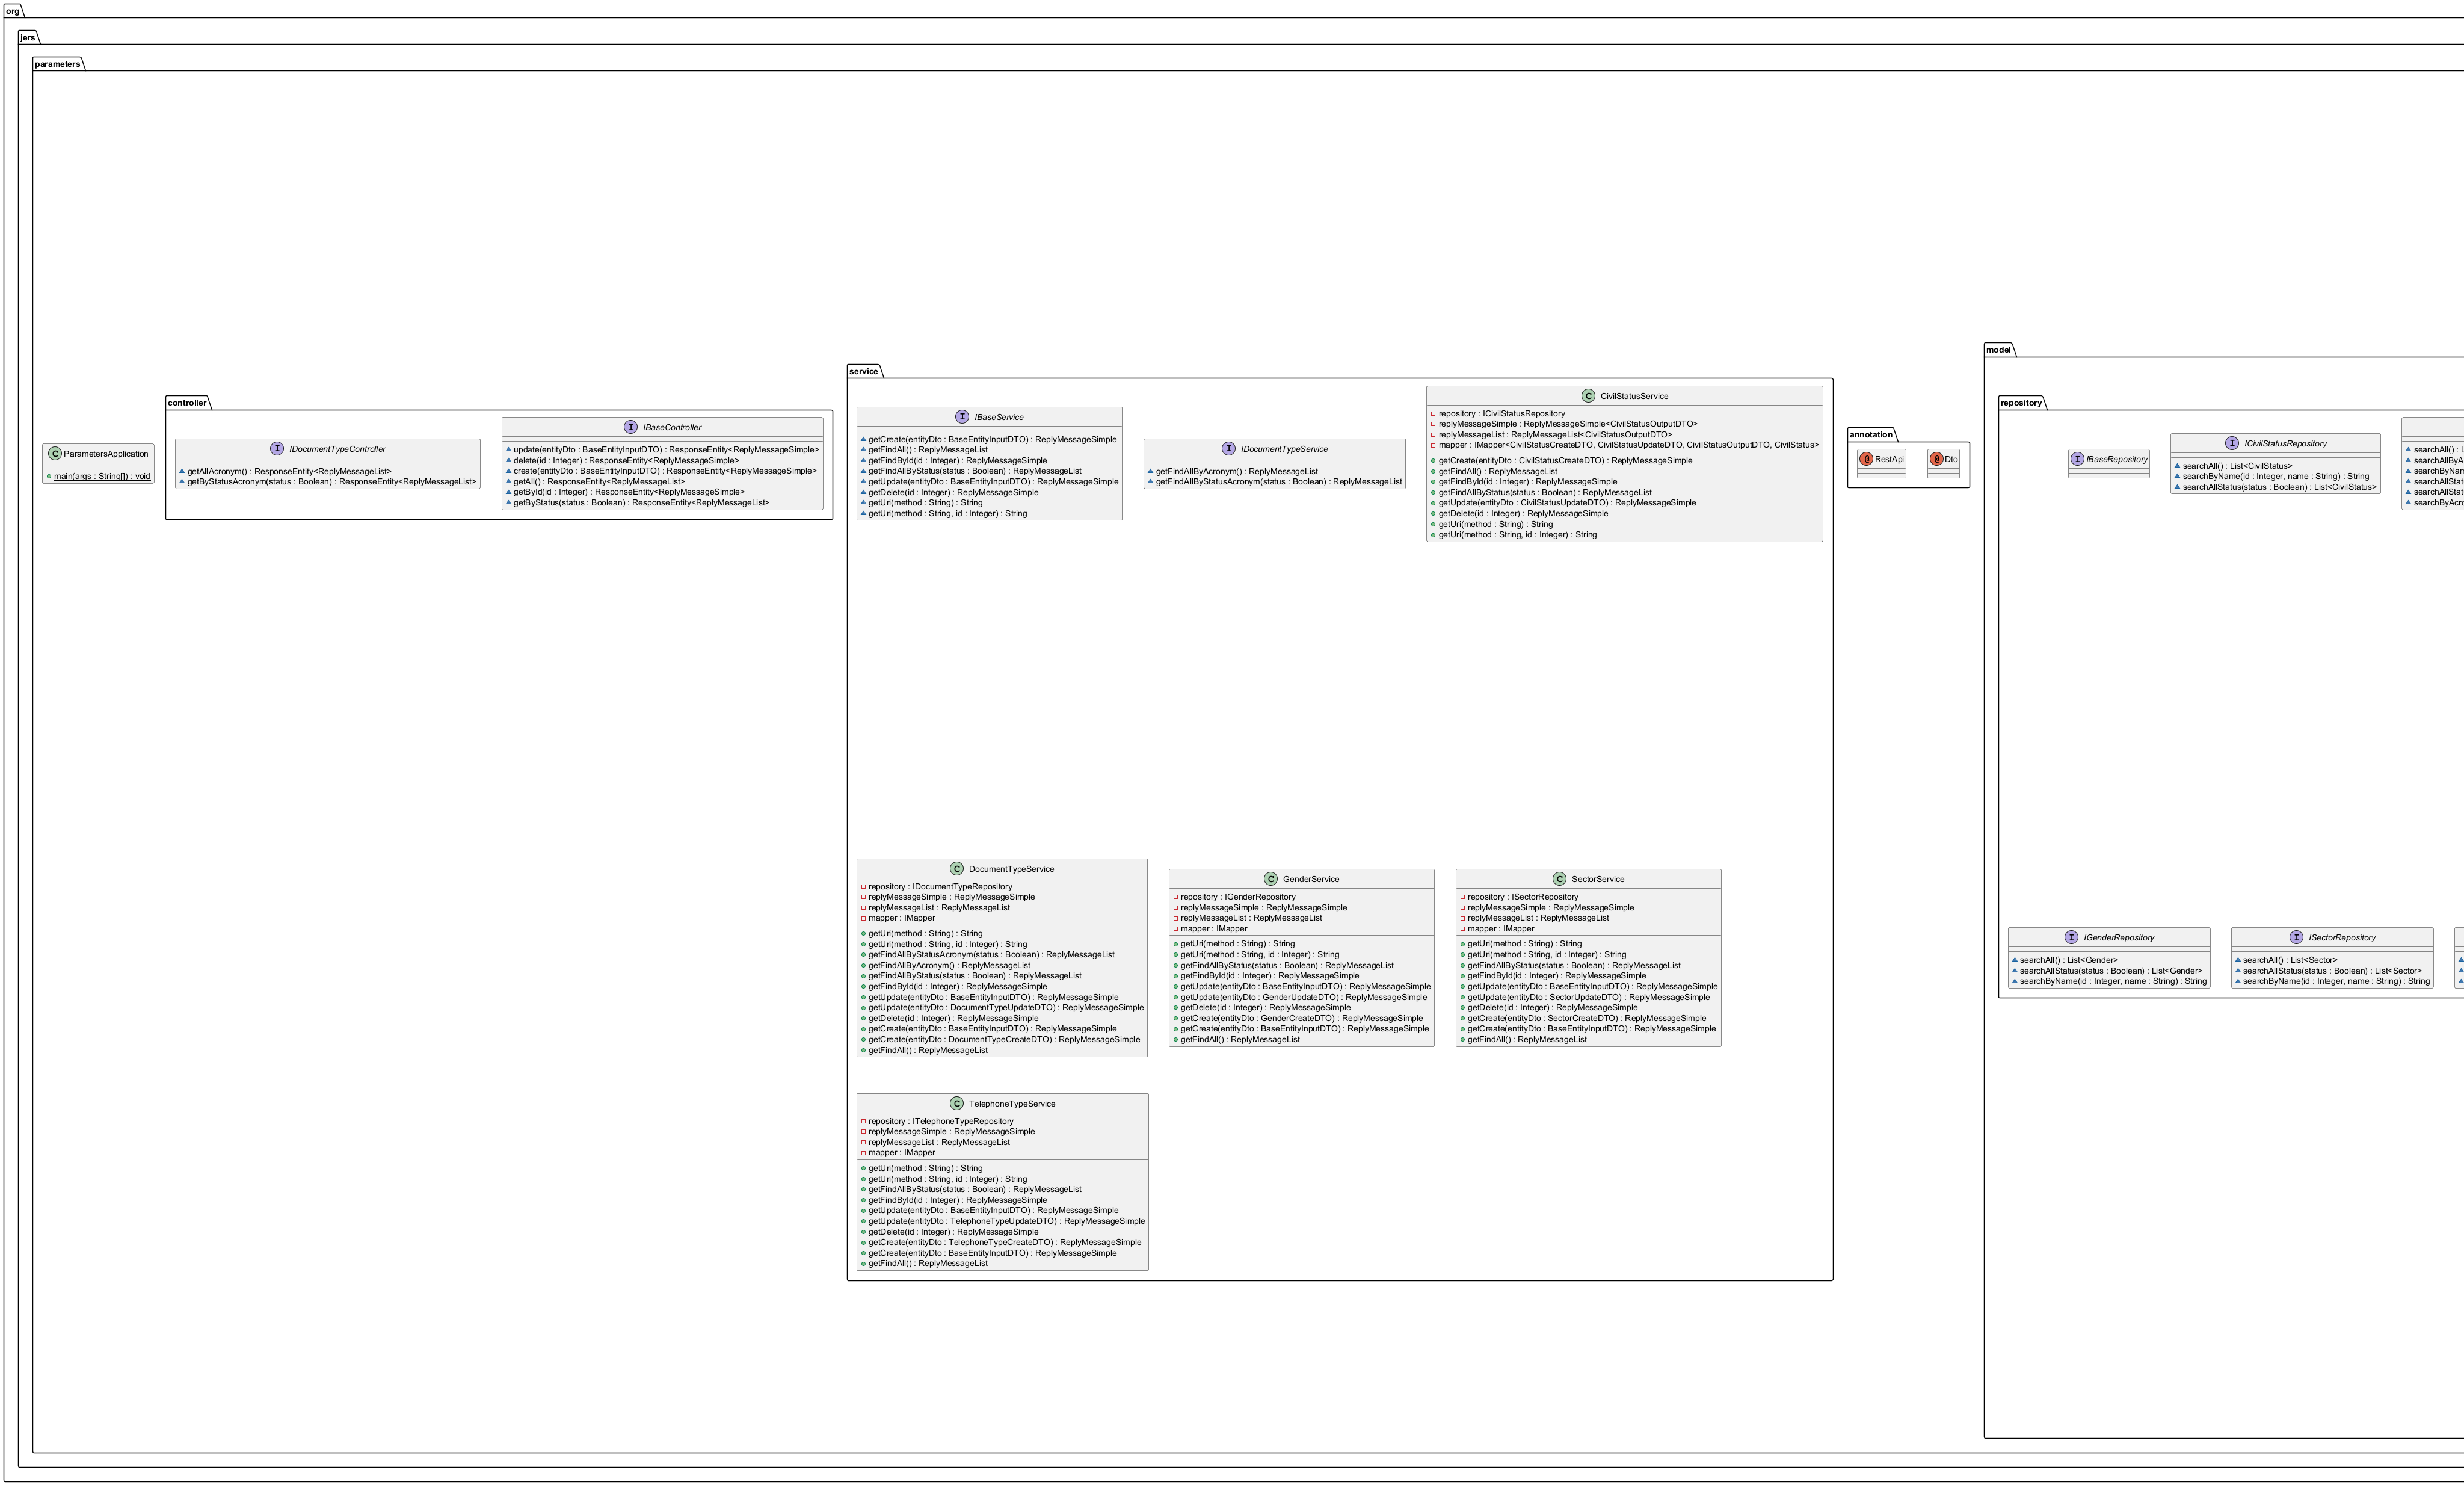 org
jers
parameters
C ParametersApplication
main(args : String[]) : void
controller
I IDocumentTypeController
getAllAcronym() : ResponseEntity<ReplyMessageList>
getByStatusAcronym(status : Boolean) : ResponseEntity<ReplyMessageList>
I IBaseController
update(entityDto : BaseEntityInputDTO) : ResponseEntity<ReplyMessageSimple>
delete(id : Integer) : ResponseEntity<ReplyMessageSimple>
create(entityDto : BaseEntityInputDTO) : ResponseEntity<ReplyMessageSimple>
getAll() : ResponseEntity<ReplyMessageList>
getById(id : Integer) : ResponseEntity<ReplyMessageSimple>
getByStatus(status : Boolean) : ResponseEntity<ReplyMessageList>
service
I IBaseService
getCreate(entityDto : BaseEntityInputDTO) : ReplyMessageSimple
getFindAll() : ReplyMessageList
getFindById(id : Integer) : ReplyMessageSimple
getFindAllByStatus(status : Boolean) : ReplyMessageList
getUpdate(entityDto : BaseEntityInputDTO) : ReplyMessageSimple
getDelete(id : Integer) : ReplyMessageSimple
getUri(method : String) : String
getUri(method : String, id : Integer) : String
I IDocumentTypeService
getFindAllByAcronym() : ReplyMessageList
getFindAllByStatusAcronym(status : Boolean) : ReplyMessageList
C CivilStatusService
repository : ICivilStatusRepository
replyMessageSimple : ReplyMessageSimple<CivilStatusOutputDTO>
replyMessageList : ReplyMessageList<CivilStatusOutputDTO>
mapper : IMapper<CivilStatusCreateDTO, CivilStatusUpdateDTO, CivilStatusOutputDTO, CivilStatus>
getCreate(entityDto : CivilStatusCreateDTO) : ReplyMessageSimple
getFindAll() : ReplyMessageList
getFindById(id : Integer) : ReplyMessageSimple
getFindAllByStatus(status : Boolean) : ReplyMessageList
getUpdate(entityDto : CivilStatusUpdateDTO) : ReplyMessageSimple
getDelete(id : Integer) : ReplyMessageSimple
getUri(method : String) : String
getUri(method : String, id : Integer) : String
C DocumentTypeService
repository : IDocumentTypeRepository
replyMessageSimple : ReplyMessageSimple
replyMessageList : ReplyMessageList
mapper : IMapper
getUri(method : String) : String
getUri(method : String, id : Integer) : String
getFindAllByStatusAcronym(status : Boolean) : ReplyMessageList
getFindAllByAcronym() : ReplyMessageList
getFindAllByStatus(status : Boolean) : ReplyMessageList
getFindById(id : Integer) : ReplyMessageSimple
getUpdate(entityDto : BaseEntityInputDTO) : ReplyMessageSimple
getUpdate(entityDto : DocumentTypeUpdateDTO) : ReplyMessageSimple
getDelete(id : Integer) : ReplyMessageSimple
getCreate(entityDto : BaseEntityInputDTO) : ReplyMessageSimple
getCreate(entityDto : DocumentTypeCreateDTO) : ReplyMessageSimple
getFindAll() : ReplyMessageList
C GenderService
repository : IGenderRepository
replyMessageSimple : ReplyMessageSimple
replyMessageList : ReplyMessageList
mapper : IMapper
getUri(method : String) : String
getUri(method : String, id : Integer) : String
getFindAllByStatus(status : Boolean) : ReplyMessageList
getFindById(id : Integer) : ReplyMessageSimple
getUpdate(entityDto : BaseEntityInputDTO) : ReplyMessageSimple
getUpdate(entityDto : GenderUpdateDTO) : ReplyMessageSimple
getDelete(id : Integer) : ReplyMessageSimple
getCreate(entityDto : GenderCreateDTO) : ReplyMessageSimple
getCreate(entityDto : BaseEntityInputDTO) : ReplyMessageSimple
getFindAll() : ReplyMessageList
C SectorService
repository : ISectorRepository
replyMessageSimple : ReplyMessageSimple
replyMessageList : ReplyMessageList
mapper : IMapper
getUri(method : String) : String
getUri(method : String, id : Integer) : String
getFindAllByStatus(status : Boolean) : ReplyMessageList
getFindById(id : Integer) : ReplyMessageSimple
getUpdate(entityDto : BaseEntityInputDTO) : ReplyMessageSimple
getUpdate(entityDto : SectorUpdateDTO) : ReplyMessageSimple
getDelete(id : Integer) : ReplyMessageSimple
getCreate(entityDto : SectorCreateDTO) : ReplyMessageSimple
getCreate(entityDto : BaseEntityInputDTO) : ReplyMessageSimple
getFindAll() : ReplyMessageList
C TelephoneTypeService
repository : ITelephoneTypeRepository
replyMessageSimple : ReplyMessageSimple
replyMessageList : ReplyMessageList
mapper : IMapper
getUri(method : String) : String
getUri(method : String, id : Integer) : String
getFindAllByStatus(status : Boolean) : ReplyMessageList
getFindById(id : Integer) : ReplyMessageSimple
getUpdate(entityDto : BaseEntityInputDTO) : ReplyMessageSimple
getUpdate(entityDto : TelephoneTypeUpdateDTO) : ReplyMessageSimple
getDelete(id : Integer) : ReplyMessageSimple
getCreate(entityDto : TelephoneTypeCreateDTO) : ReplyMessageSimple
getCreate(entityDto : BaseEntityInputDTO) : ReplyMessageSimple
getFindAll() : ReplyMessageList
annotation
@ RestApi
@ Dto
model
repository
I IBaseRepository
I ICivilStatusRepository
searchAll() : List<CivilStatus>
searchByName(id : Integer, name : String) : String
searchAllStatus(status : Boolean) : List<CivilStatus>
searchAll() : L
searchAllByA
searchByNam
searchAllStat
searchAllStat
searchByAcro
I IGenderRepository
searchAll() : List<Gender>
searchAllStatus(status : Boolean) : List<Gender>
searchByName(id : Integer, name : String) : String
I ISectorRepository
searchAll() : List<Sector>
searchAllStatus(status : Boolean) : List<Sector>
searchByName(id : Integer, name : String) : String